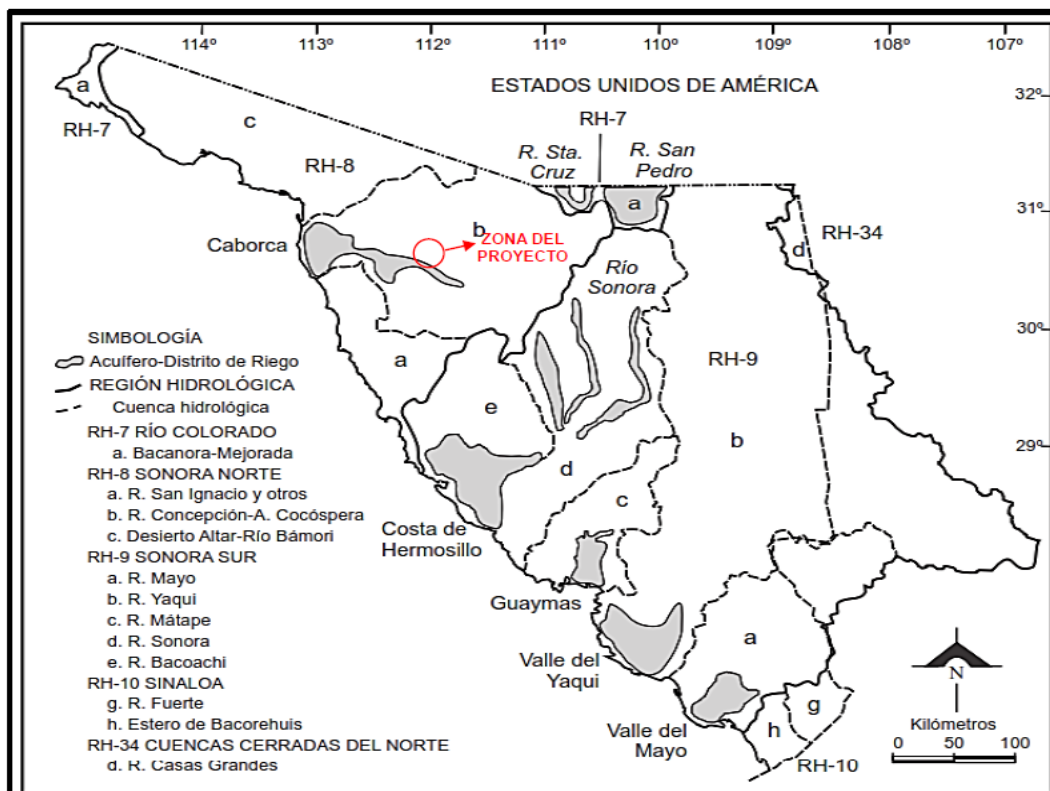 114º 113º 112º 111º 110º 109º 108º 107º
ESTADOS UNIDOS DE AMÉRICA
32º
a
RH-7
c
RH-7
R. Sta.
Cruz
R. San
Pedro
RH-8
a
31º
RH-34
d
b
ZONA DEL
PROYECTO
Caborca
Río
Sonora
30º
SIMBOLOGÍA
Acuífero-Distrito de Riego
REGIÓN HIDROLÓGICA
Cuenca hidrológica
RH-7 RÍO COLORADO
a. Bacanora-Mejorada
RH-8 SONORA NORTE
a. R. San Ignacio y otros
b. R. Concepción-A. Cocóspera
c. Desierto Altar-Río Bámori
RH-9 SONORA SUR
a. R. Mayo
b. R. Yaqui
c. R. Mátape
d. R. Sonora
e. R. Bacoachi
RH-10 SINALOA
g. R. Fuerte
h. Estero de Bacorehuis
RH-34 CUENCAS CERRADAS DEL NORTE
d. R. Casas Grandes
a
RH-9
e
b
29º
d
c
Costa de
Hermosillo
Guaymas
a
Valle del
Yaqui
N
g
Valle del
Mayo
h
RH-10
Kilómetros
0 50 100